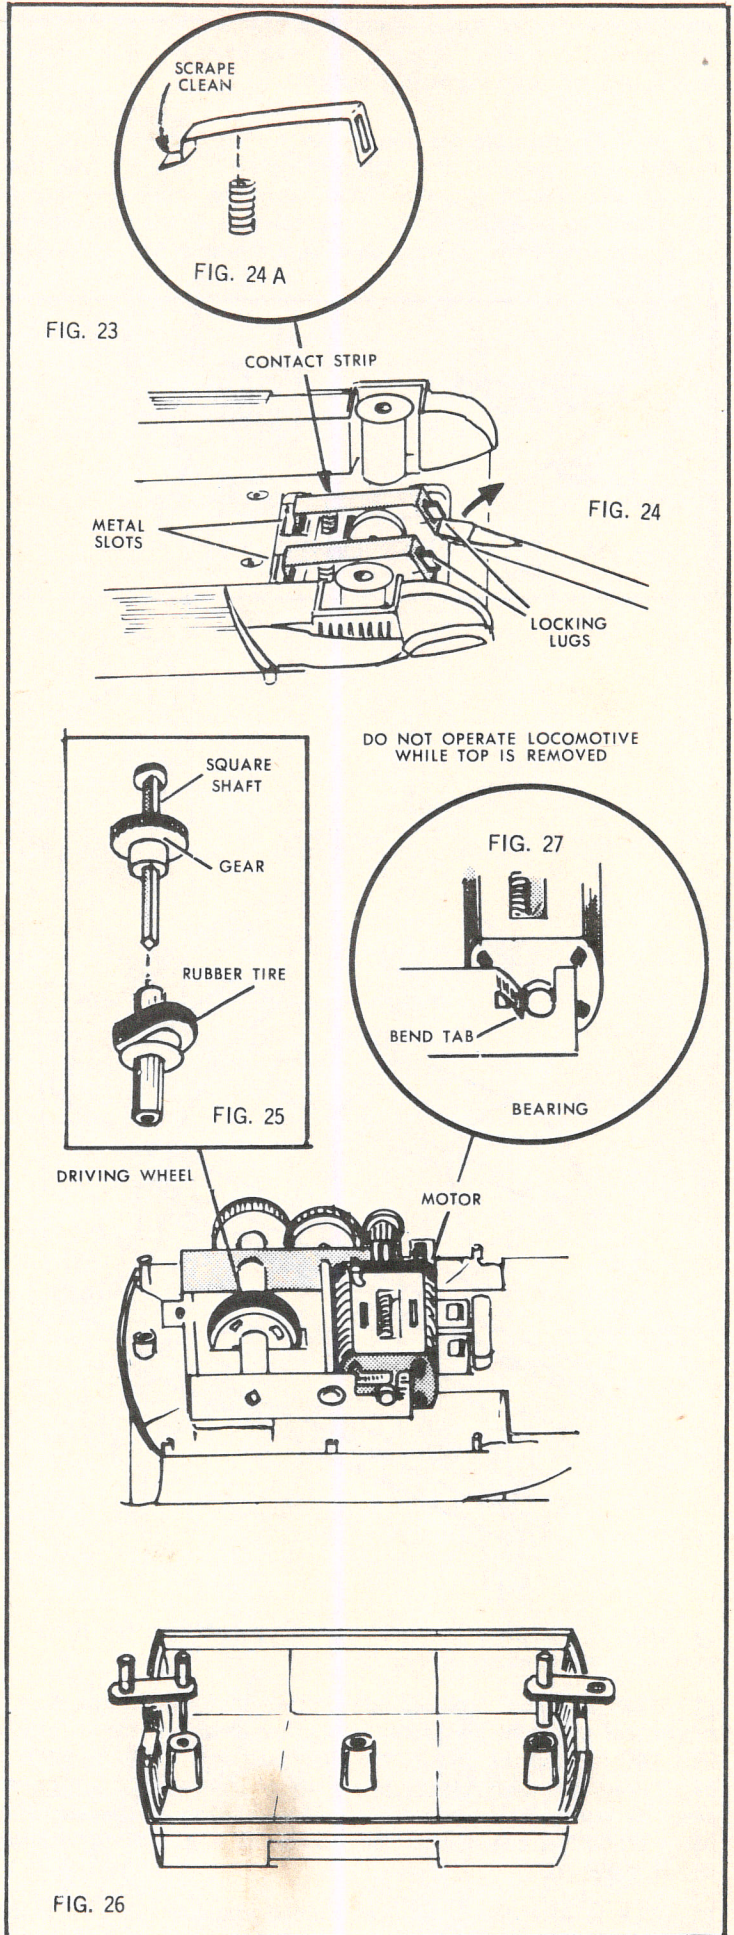 SCRAPE
CLEAN
FIG. 24 A
FIG. 23
CONTACT STRIP
METAL
SLOTS
FIG. 24
LOCKING
LUGS
DO NOT OPERATE LOCOMOTIVE
WHILE TOP IS REMOVED
SQUARE
SHAFT
GEAR
RUBBER TIRE
FIG. 25
FIG. 27
BEND TAB
BEARING
DRIVING WHEEL
MOTOR
FIG. 26